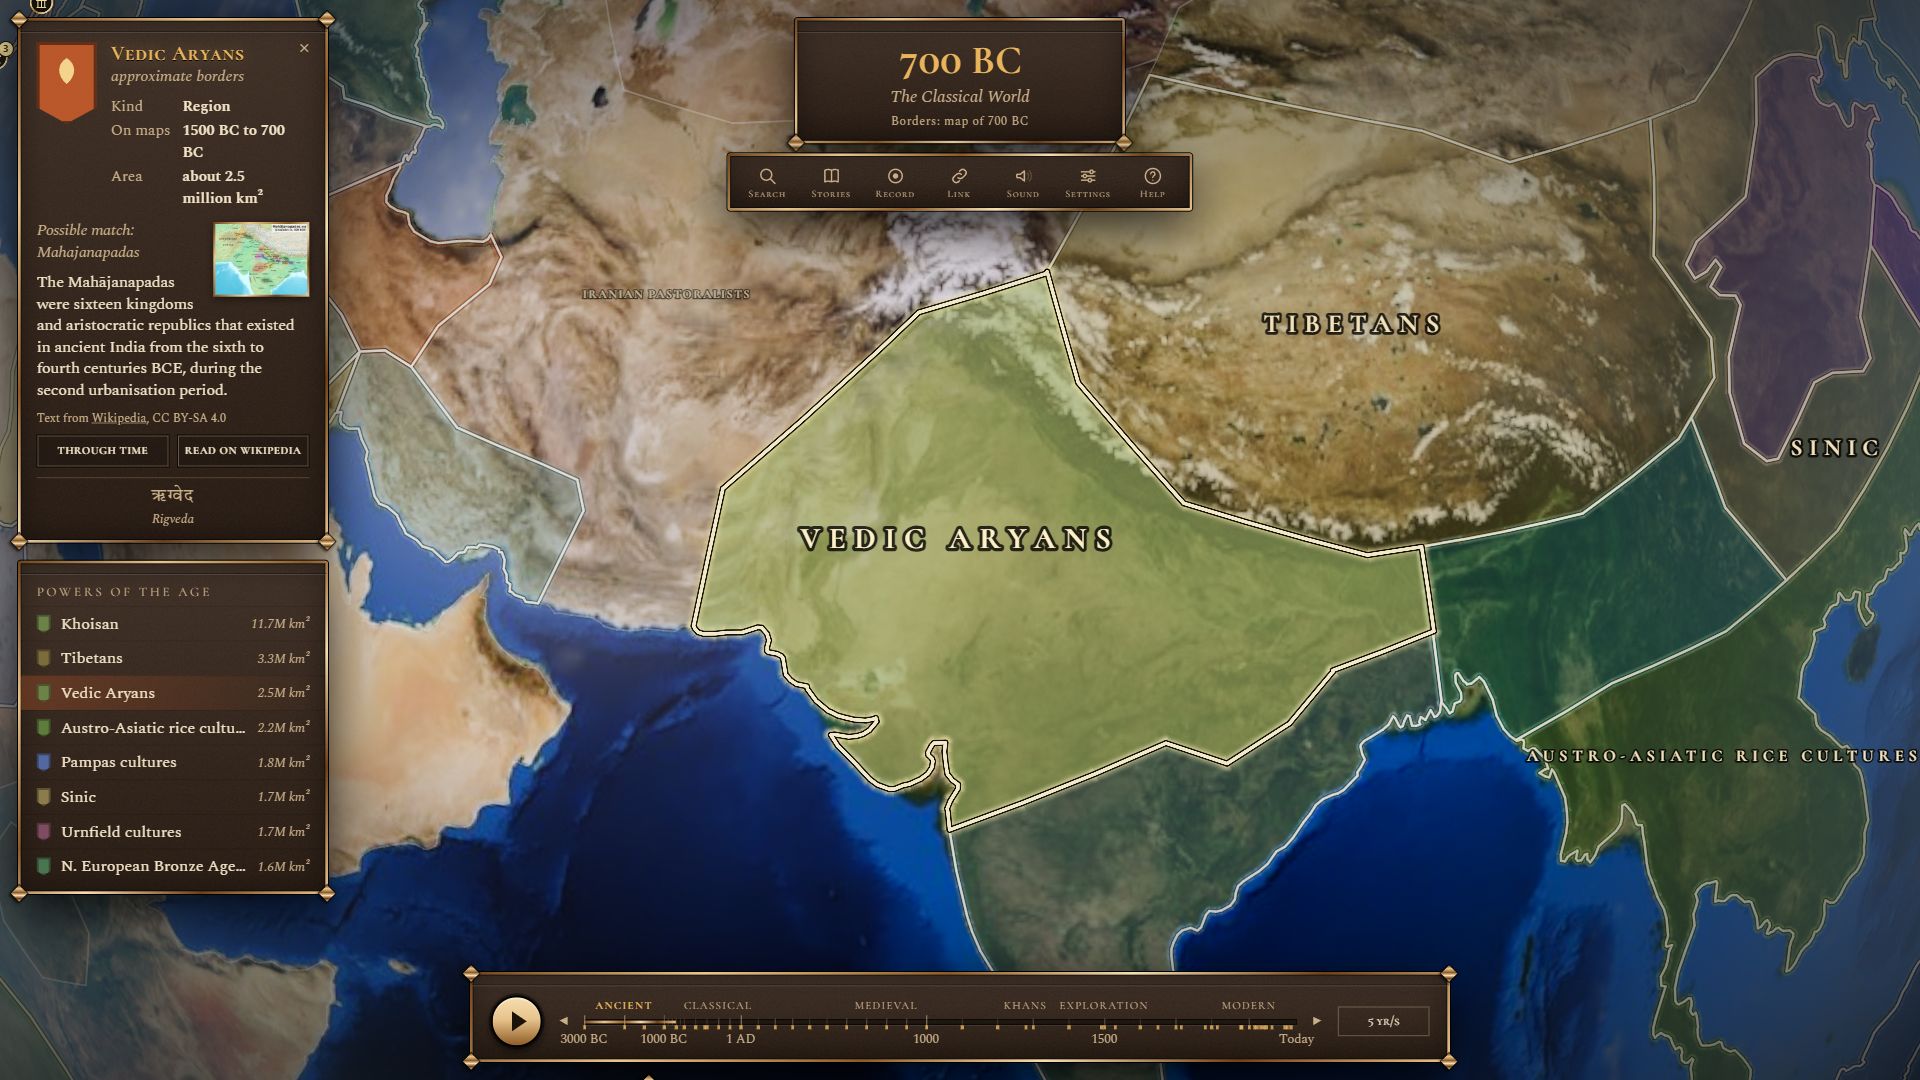 3
Vedic Aryans
×
approximate borders
Kind Region
On maps 1500 BC to 700
BC
Area about 2.5
million km²
Possible match:
Mahajanapadas
The Mahājanapadas
were sixteen kingdoms
and aristocratic republics that existed
in ancient India from the sixth to
fourth centuries BCE, during the
second urbanisation period.
Text from Wikipedia, CC BY-SA 4.0
THROUGH TIME
READ ON WIKIPEDIA
ऋग्वेद
Rigveda
POWERS OF THE AGE
Khoisan 11.7M km²
Tibetans 3.3M km²
Vedic Aryans 2.5M km²
Austro-Asiatic rice cultu... 2.2M km²
Pampas cultures 1.8M km²
Sinic 1.7M km²
Urnfield cultures 1.7M km²
N. European Bronze Age... 1.6M km²
700 BC
The Classical World
Borders: map of 700 BC
Search
Stories
Record
Link
Sound
Settings
Help
IRANIAN PASTORALISTS
TIBETANS
SINIC
VEDIC ARYANS
AUSTRO-ASIATIC RICE CULTURES
ANCIENT CLASSICAL MEDIEVAL KHANS EXPLORATION MODERN
3000 BC 1000 BC 1 AD 1000 1500 Today
5 yr/s